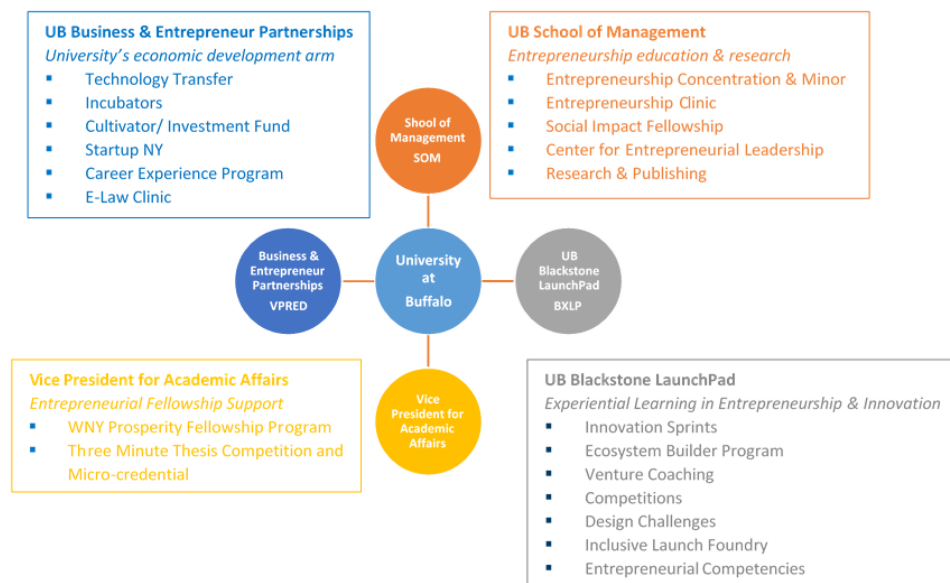 UB Business & Entrepreneur Partnerships
University's economic development arm
▪ Technology Transfer
▪ Incubators
▪ Cultivator/ Investment Fund
▪ Startup NY
▪ Career Experience Program
▪ E-Law Clinic
Shool of
Management
SOM
UB School of Management
Entrepreneurship education & research
▪ Entrepreneurship Concentration & Minor
▪ Entrepreneurship Clinic
▪ Social Impact Fellowship
▪ Center for Entrepreneurial Leadership
▪ Research & Publishing
Business &
Entrepreneur
Partnerships
VPRED
University
at
Buffalo
UB
Blackstone
LaunchPad
BXLP
Vice President for Academic Affairs
Entrepreneurial Fellowship Support
▪ WNY Prosperity Fellowship Program
▪ Three Minute Thesis Competition and
Micro-credential
Vice
President for
Academic
Affairs
UB Blackstone LaunchPad
Experiential Learning in Entrepreneurship & Innovation
▪ Innovation Sprints
▪ Ecosystem Builder Program
▪ Venture Coaching
▪ Competitions
▪ Design Challenges
▪ Inclusive Launch Foundry
▪ Entrepreneurial Competencies